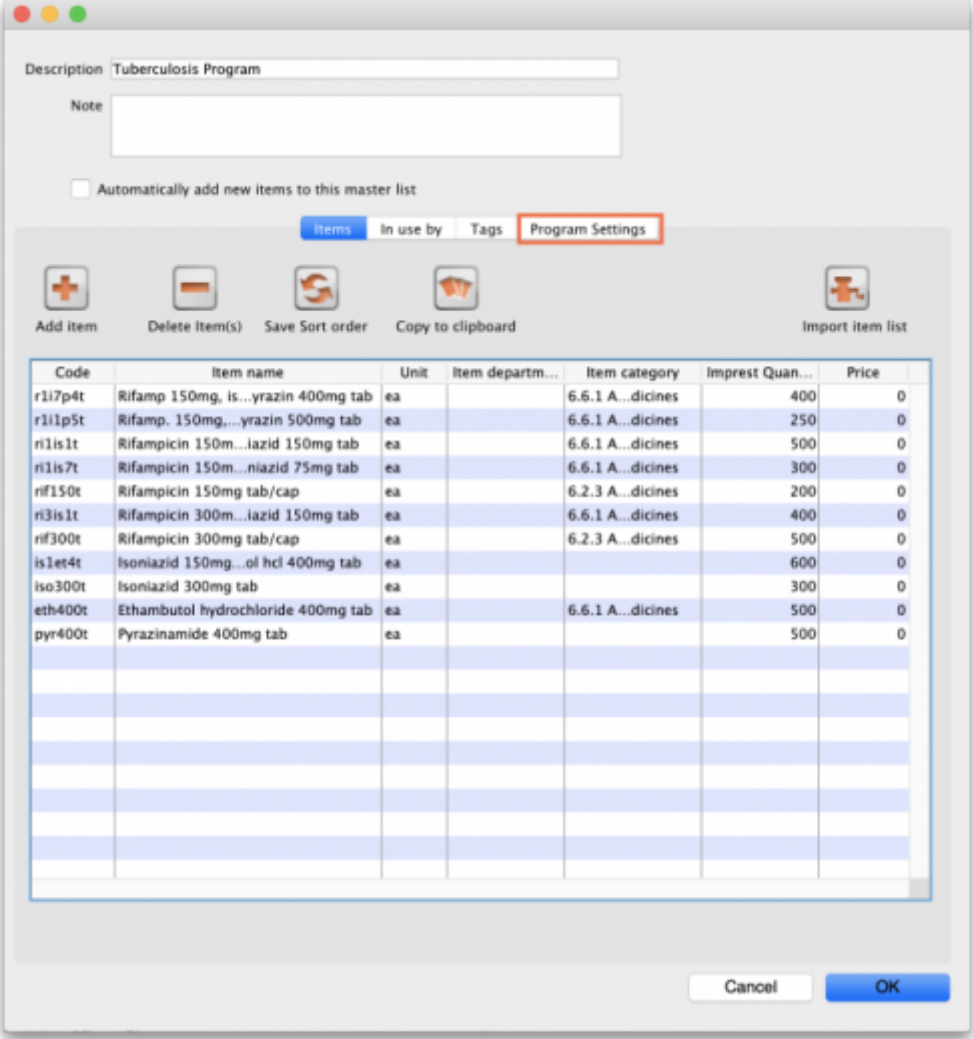 Description Tuberculosis Program
Note
Automatically add new items to this master list
Items In use by Tags Program Settings
Add item Delete Item(s) Save Sort order Copy to clipboard Import item list
Code Item name Unit Item departm... Item category Imprest Quan... Price
r1i7p4t Rifamp 150mg, is...yrazin 400mg tab ea 6.6.1 A...dicines 400 0
r1i1p5t Rifamp. 150mg,...yrazin 500mg tab ea 6.6.1 A...dicines 250 0
ri1is1t Rifampicin 150m...iazid 150mg tab ea 6.6.1 A...dicines 500 0
ri1is7t Rifampicin 150m...niazid 75mg tab ea 6.6.1 A...dicines 300 0
rif150t Rifampicin 150mg tab/cap ea 6.2.3 A...dicines 200 0
ri3is1t Rifampicin 300m...iazid 150mg tab ea 6.6.1 A...dicines 400 0
rif300t Rifampicin 300mg tab/cap ea 6.2.3 A...dicines 500 0
is1et4t Isoniazid 150mg...ol hcl 400mg tab ea 600 0
iso300t Isoniazid 300mg tab ea 300 0
eth400t Ethambutol hydrochloride 400mg tab ea 6.6.1 A...dicines 500 0
pyr400t Pyrazinamide 400mg tab ea 500 0
Cancel OK